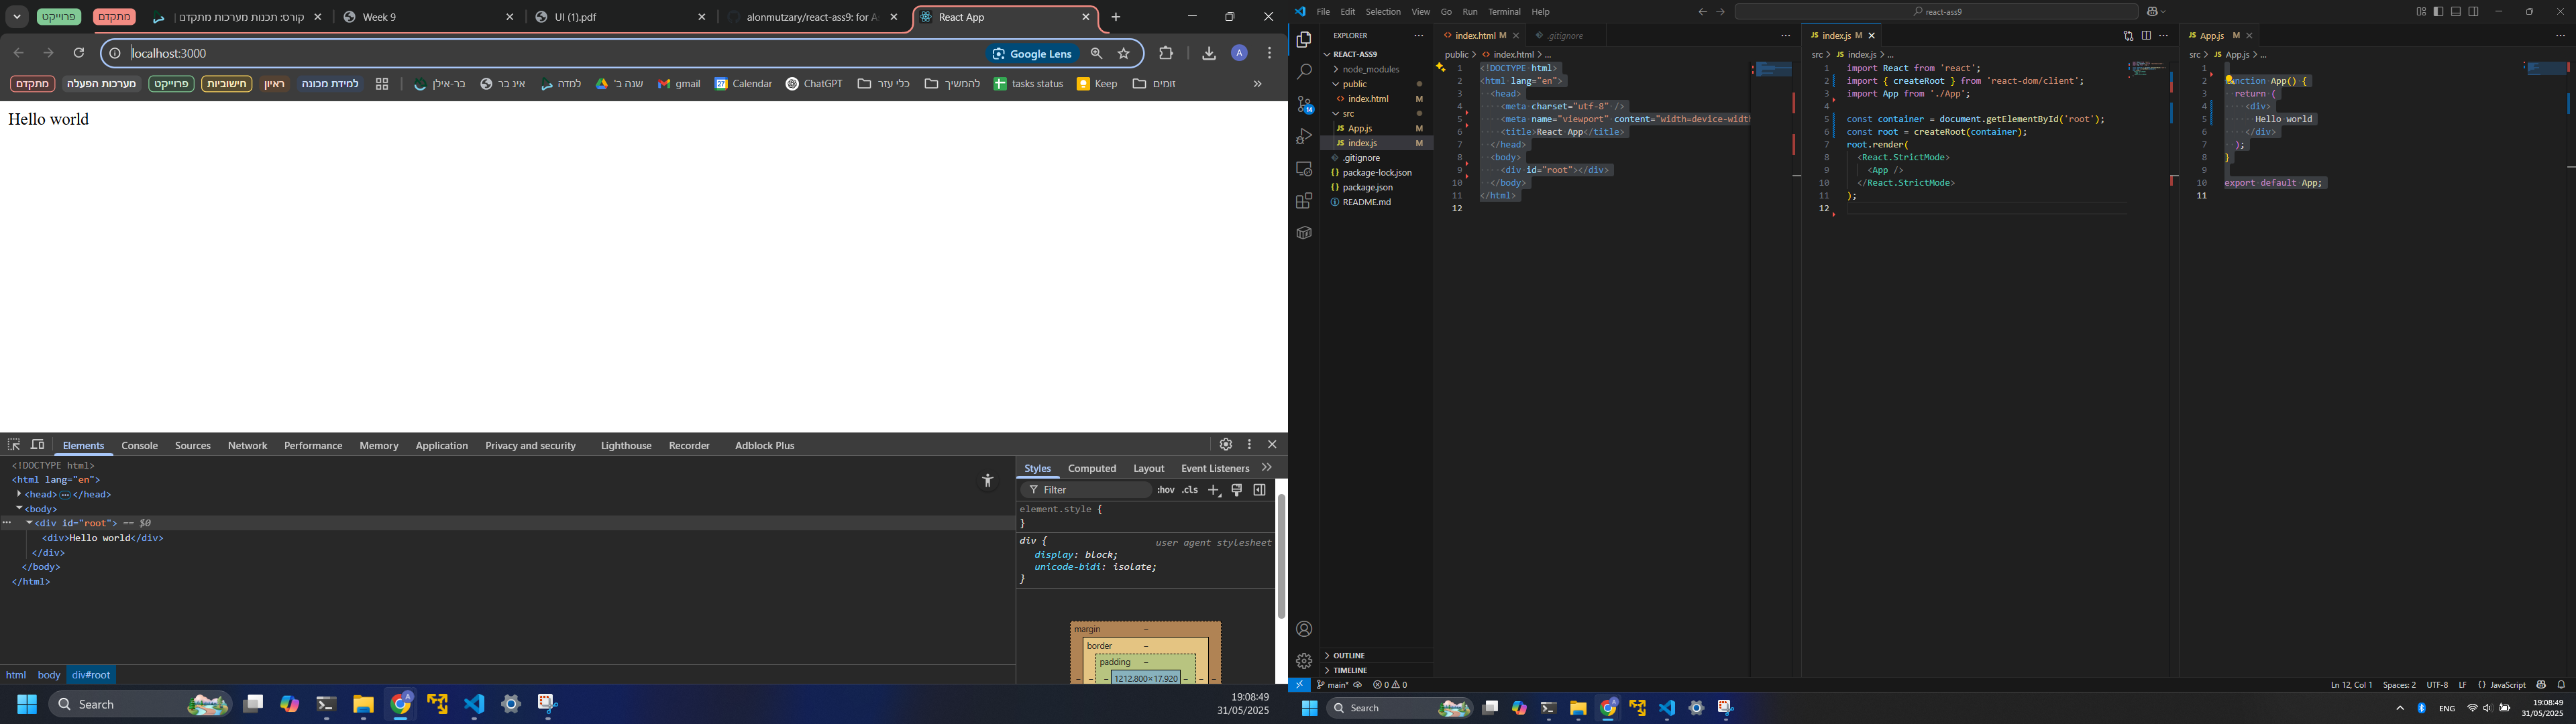 פרוייקט
מתקדם
קורס: תכנות מערכות מתקדם |
Week 9
UI (1).pdf
alonmutzary/react-ass9: for A
React App
localhost:3000
Google Lens
A
מתקדם
מערכות הפעלה
פרוייקט
חישוביות
ראיון
למידת מכונה
בר-אילן
אינ בר
למדה
שנה ב'
gmail
Calendar
ChatGPT
כלי עזר
להמשיך
tasks status
Keep
זומים
Hello world
Elements
Console
Sources
Network
Performance
Memory
Application
Privacy and security
Lighthouse
Recorder
Adblock Plus
<!DOCTYPE html>
<html lang="en">
<head>…</head>
<body>
<div id="root"> == $0
<div>Hello world</div>
</div>
</body>
</html>
Styles
Computed
Layout
Event Listeners
Filter
:hov
.cls
element.style {
}
div {
user agent stylesheet
display: block;
unicode-bidi: isolate;
}
margin –
border –
padding –
– – – 1212.800×17.920 – – –
html
body
div#root
Search
19:08:49
31/05/2025
File
Edit
Selection
View
Go
Run
Terminal
Help
react-ass9
EXPLORER
REACT-ASS9
node_modules
public
index.html M
src
App.js M
index.js M
.gitignore
package-lock.json
package.json
README.md
OUTLINE
TIMELINE
14
index.html M
.gitignore
public > index.html > ...
1 <!DOCTYPE html>
2 <html lang="en">
3 <head>
4 <meta charset="utf-8" />
5 <meta name="viewport" content="width=device-width
6 <title>React App</title>
7 </head>
8 <body>
9 <div id="root"></div>
10 </body>
11 </html>
12
index.js M
src > index.js > ...
1 import React from 'react';
2 import { createRoot } from 'react-dom/client';
3 import App from './App';
4
5 const container = document.getElementById('root');
6 const root = createRoot(container);
7 root.render(
8 <React.StrictMode>
9 <App />
10 </React.StrictMode>
11 );
12
App.js M
src > App.js > ...
1
2 function App() {
3 return (
4 <div>
5 Hello world
6 </div>
7 );
8 }
9
10 export default App;
11
main*
0
0
Ln 12, Col 1
Spaces: 2
UTF-8
LF
JavaScript
Search
ENG
19:08:49
31/05/2025